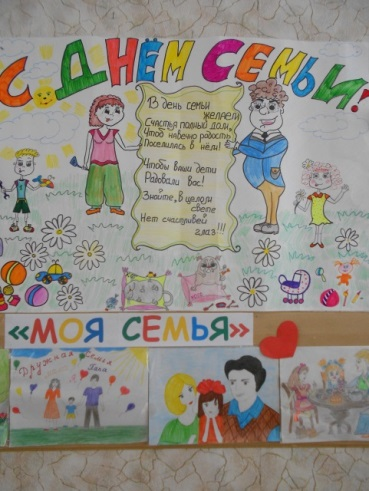 С ДНЁМ СЕМЬИ!
В день семьи
желаем
Счастья полный дом,
Чтоб навечно радость
Поселилась в нём!
Чтобы ваши дети
Радовали вас!
Знайте, в целом
свете
Нет счастливей
глаз!!!
«МОЯ СЕМЬЯ»
Дружная семья